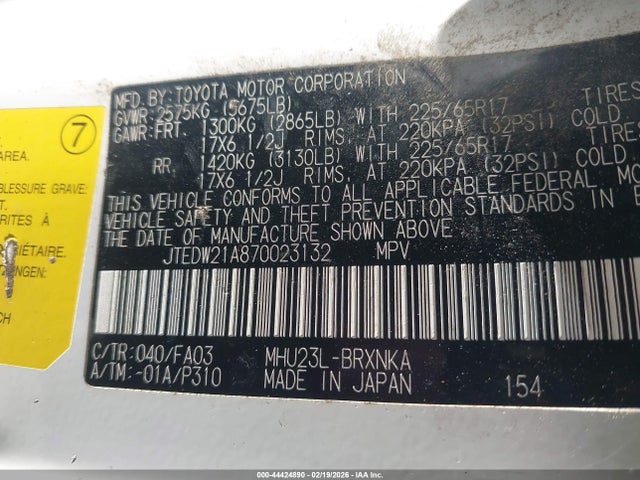 7
AREA.
BLESSURE GRAVE:
RITES À
MFD. BY: TOYOTA MOTOR CORPORATION
GVWR: 2575KG (5675LB)
GAWR: FRT 1300KG (2865LB) WITH 225/65R17 TIRES
17X6 1/2J RIMS. AT 220KPA (32PSI) COLD.
RR 1420KG (3130LB) WITH 225/65R17 TIRES
17X6 1/2J RIMS. AT 220KPA (32PSI) COLD.
THIS VEHICLE CONFORMS TO ALL APPLICABLE FEDERAL MO
VEHICLE SAFETY AND THEFT PREVENTION STANDARDS IN E
THE DATE OF MANUFACTURE SHOWN ABOVE.
JTEDW21A870023132 MPV
C/TR: 040/FA03 MHU23L-BRXNKA
A/TM: -01A/P310 MADE IN JAPAN 154
000-44424890 - 02/19/2026 - IAA Inc.